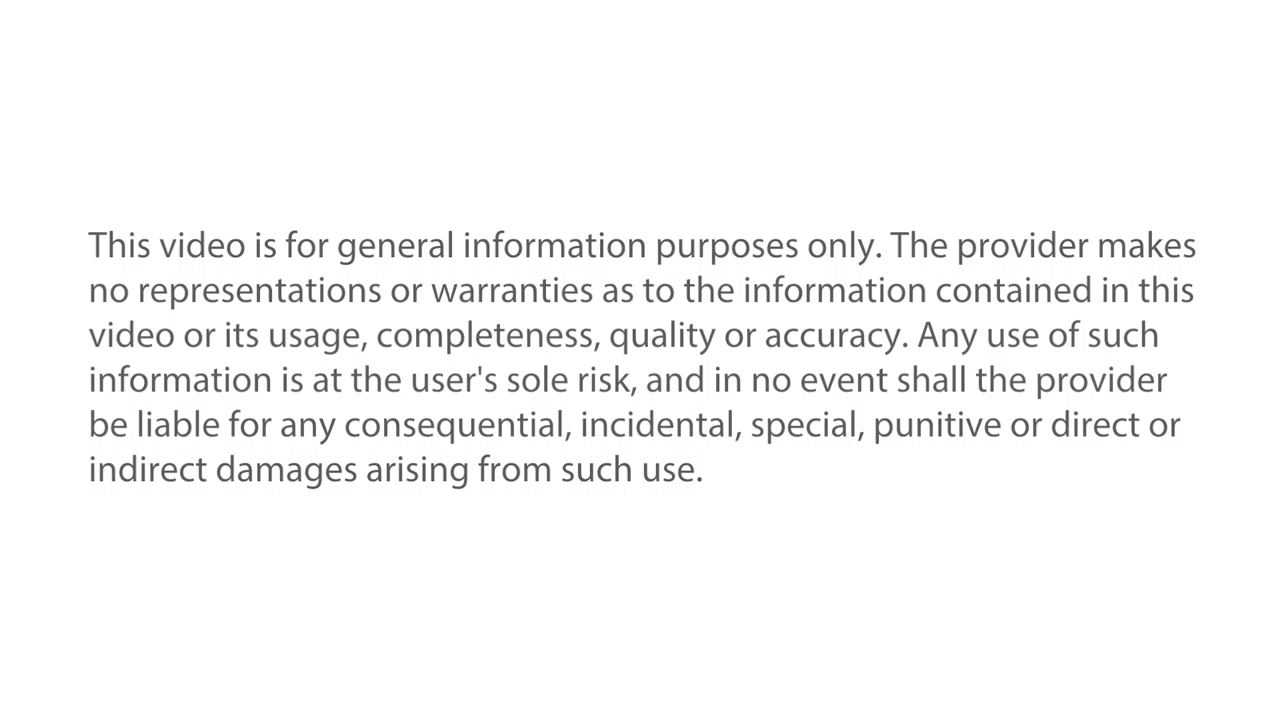 This video is for general information purposes only. The provider makes
no representations or warranties as to the information contained in this
video or its usage, completeness, quality or accuracy. Any use of such
information is at the user's sole risk, and in no event shall the provider
be liable for any consequential, incidental, special, punitive or direct or
indirect damages arising from such use.